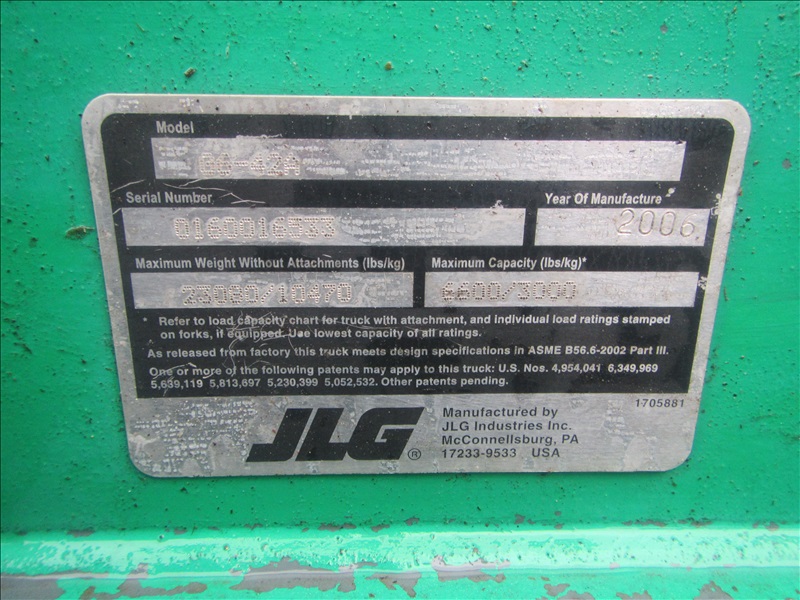 Model
G6-42A
Serial Number Year Of Manufacture
0160016533 2006
Maximum Weight Without Attachments (lbs/kg) Maximum Capacity (lbs/kg)*
23080/10470 6600/3000
* Refer to load capacity chart for truck with attachment, and individual load ratings stamped
on forks, if equipped. Use lowest capacity of all ratings.
As released from factory this truck meets design specifications in ASME B56.6-2002 Part III.
One or more of the following patents may apply to this truck: U.S. Nos. 4,954,041 6,349,969
5,639,119 5,813,697 5,230,399 5,052,532. Other patents pending.
1705881
JLG®
Manufactured by
JLG Industries Inc.
McConnellsburg, PA
17233-9533 USA